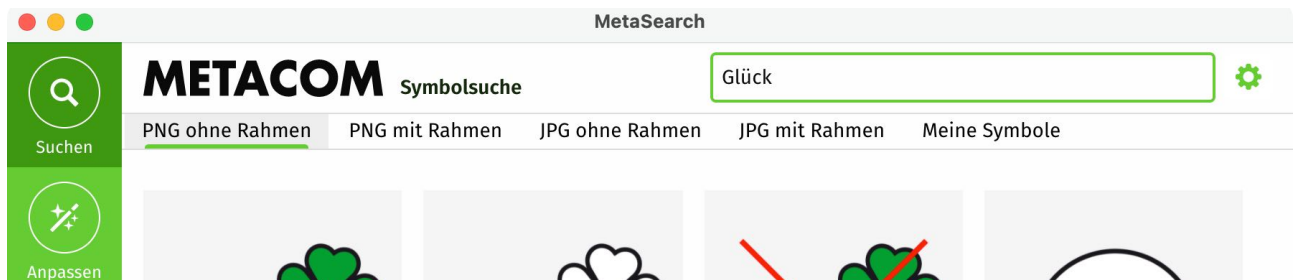 MetaSearch
METACOM Symbolsuche
Glück
Suchen
PNG ohne Rahmen PNG mit Rahmen JPG ohne Rahmen JPG mit Rahmen Meine Symbole
Anpassen